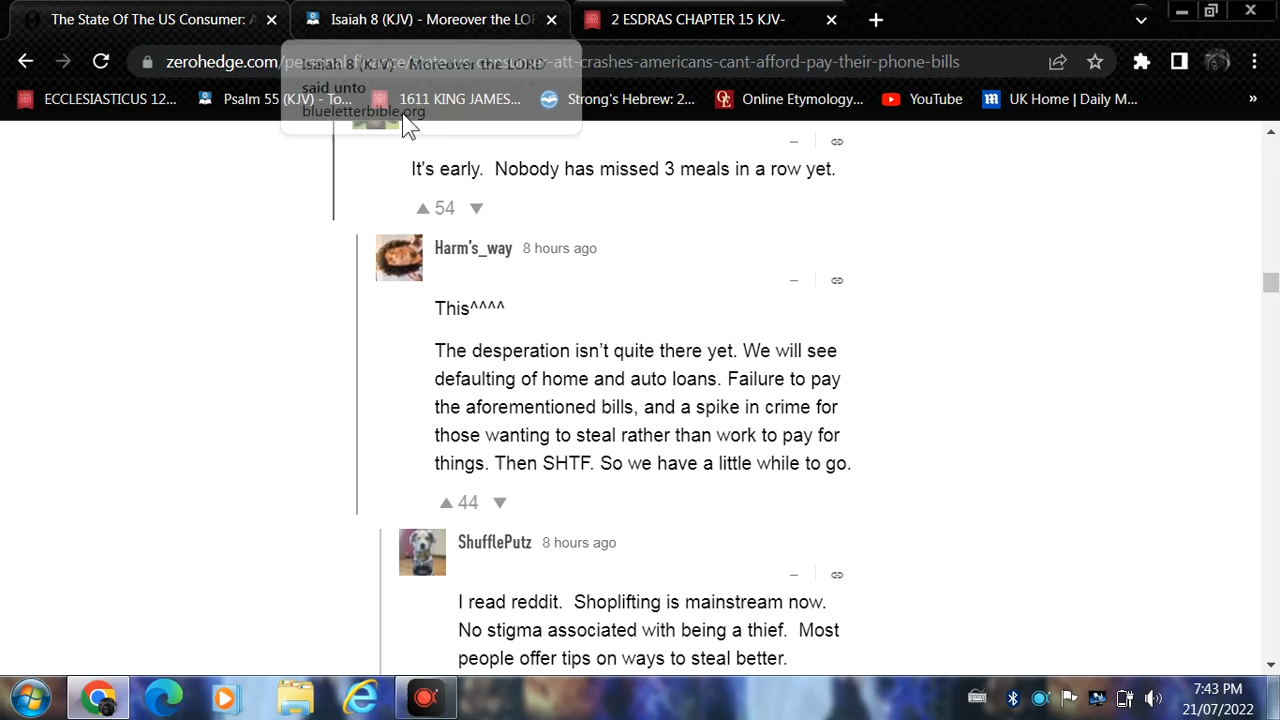 The State Of The US Consumer: A
Isaiah 8 (KJV) - Moreover the LOR
2 ESDRAS CHAPTER 15 KJV-
zerohedge.com/personal-finance/state-us-consumer-att-crashes-americans-cant-afford-pay-their-phone-bills
Isaiah 8 (KJV) - Moreover the LORD
said unto
blueletterbible.org
ECCLESIASTICUS 12...
Psalm 55 (KJV) - To...
1611 KING JAMES...
Strong's Hebrew: 2...
Online Etymology...
YouTube
UK Home | Daily M...
»
It's early. Nobody has missed 3 meals in a row yet.
54
Harm's_way 8 hours ago
This^^^^
The desperation isn’t quite there yet. We will see
defaulting of home and auto loans. Failure to pay
the aforementioned bills, and a spike in crime for
those wanting to steal rather than work to pay for
things. Then SHTF. So we have a little while to go.
44
ShufflePutz 8 hours ago
I read reddit. Shoplifting is mainstream now.
No stigma associated with being a thief. Most
people offer tips on ways to steal better.
7:43 PM
21/07/2022